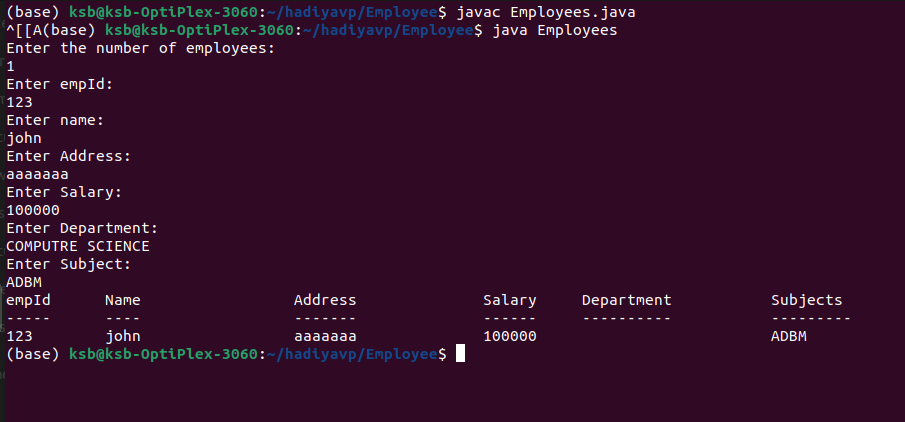 (base) ksb@ksb-OptiPlex-3060:~/hadiyavp/Employee$ javac Employees.java
^[[A(base) ksb@ksb-OptiPlex-3060:~/hadiyavp/Employee$ java Employees
Enter the number of employees:
1
Enter empId:
123
Enter name:
john
Enter Address:
aaaaaaa
Enter Salary:
100000
Enter Department:
COMPUTRE SCIENCE
Enter Subject:
ADBM
empId      Name                 Address              Salary     Department           Subjects
-----      ----                 -------              ------     ----------           ---------
123        john                 aaaaaaa              100000                          ADBM
(base) ksb@ksb-OptiPlex-3060:~/hadiyavp/Employee$